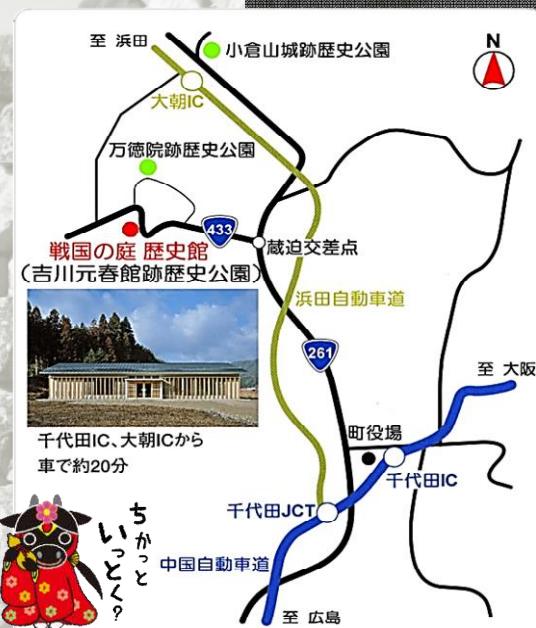 至 浜田
小倉山城跡歴史公園
N
大朝IC
万徳院跡歴史公園
433
戦国の庭 歴史館
(吉川元春館跡歴史公園)
蔵迫交差点
浜田自動車道
261
至 大阪
千代田IC、大朝ICから
車で約20分
町役場
千代田IC
千代田JCT
中国自動車道
至 広島
ちかっと
いっとく?